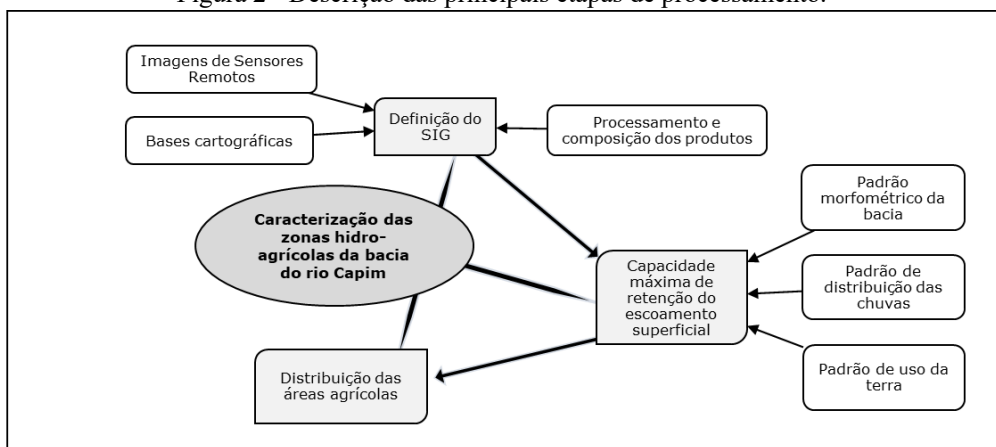 Figura 2 - Descrição das principais etapas de processamento.
Imagens de Sensores
Remotos
Bases cartográficas
Definição do
SIG
Processamento e
composição dos produtos
Caracterização das
zonas hidro-
agrícolas da bacia
do rio Capim
Padrão
morfométrico da
bacia
Capacidade
máxima de
retenção do
escoamento
superficial
Padrão de
distribuição das
chuvas
Padrão de uso da
terra
Distribuição das
áreas agrícolas